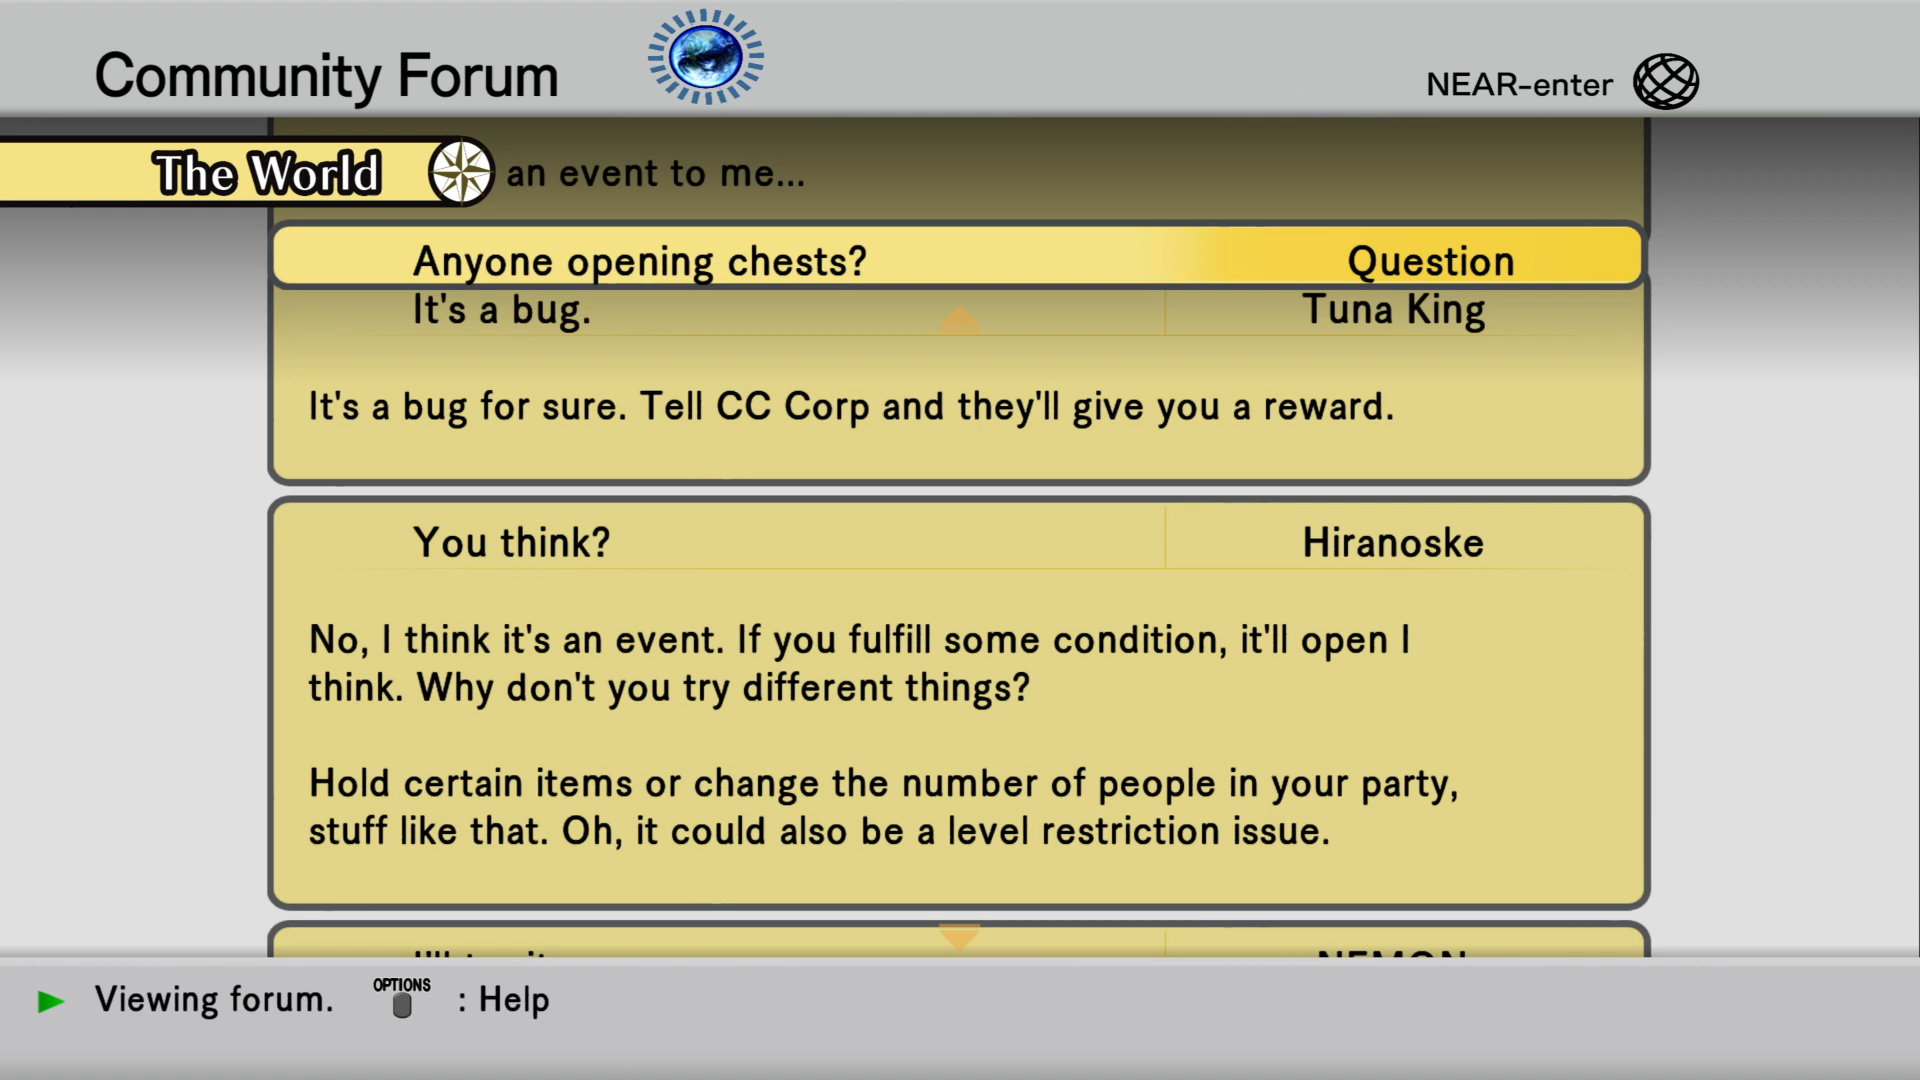 Community Forum
NEAR-enter
The World
an event to me...
Anyone opening chests?
Question
It's a bug.
Tuna King
It's a bug for sure. Tell CC Corp and they'll give you a reward.
You think?
Hiranoske
No, I think it's an event. If you fulfill some condition, it'll open I
think. Why don't you try different things?
Hold certain items or change the number of people in your party,
stuff like that. Oh, it could also be a level restriction issue.
NEMON
Viewing forum.
OPTIONS
: Help